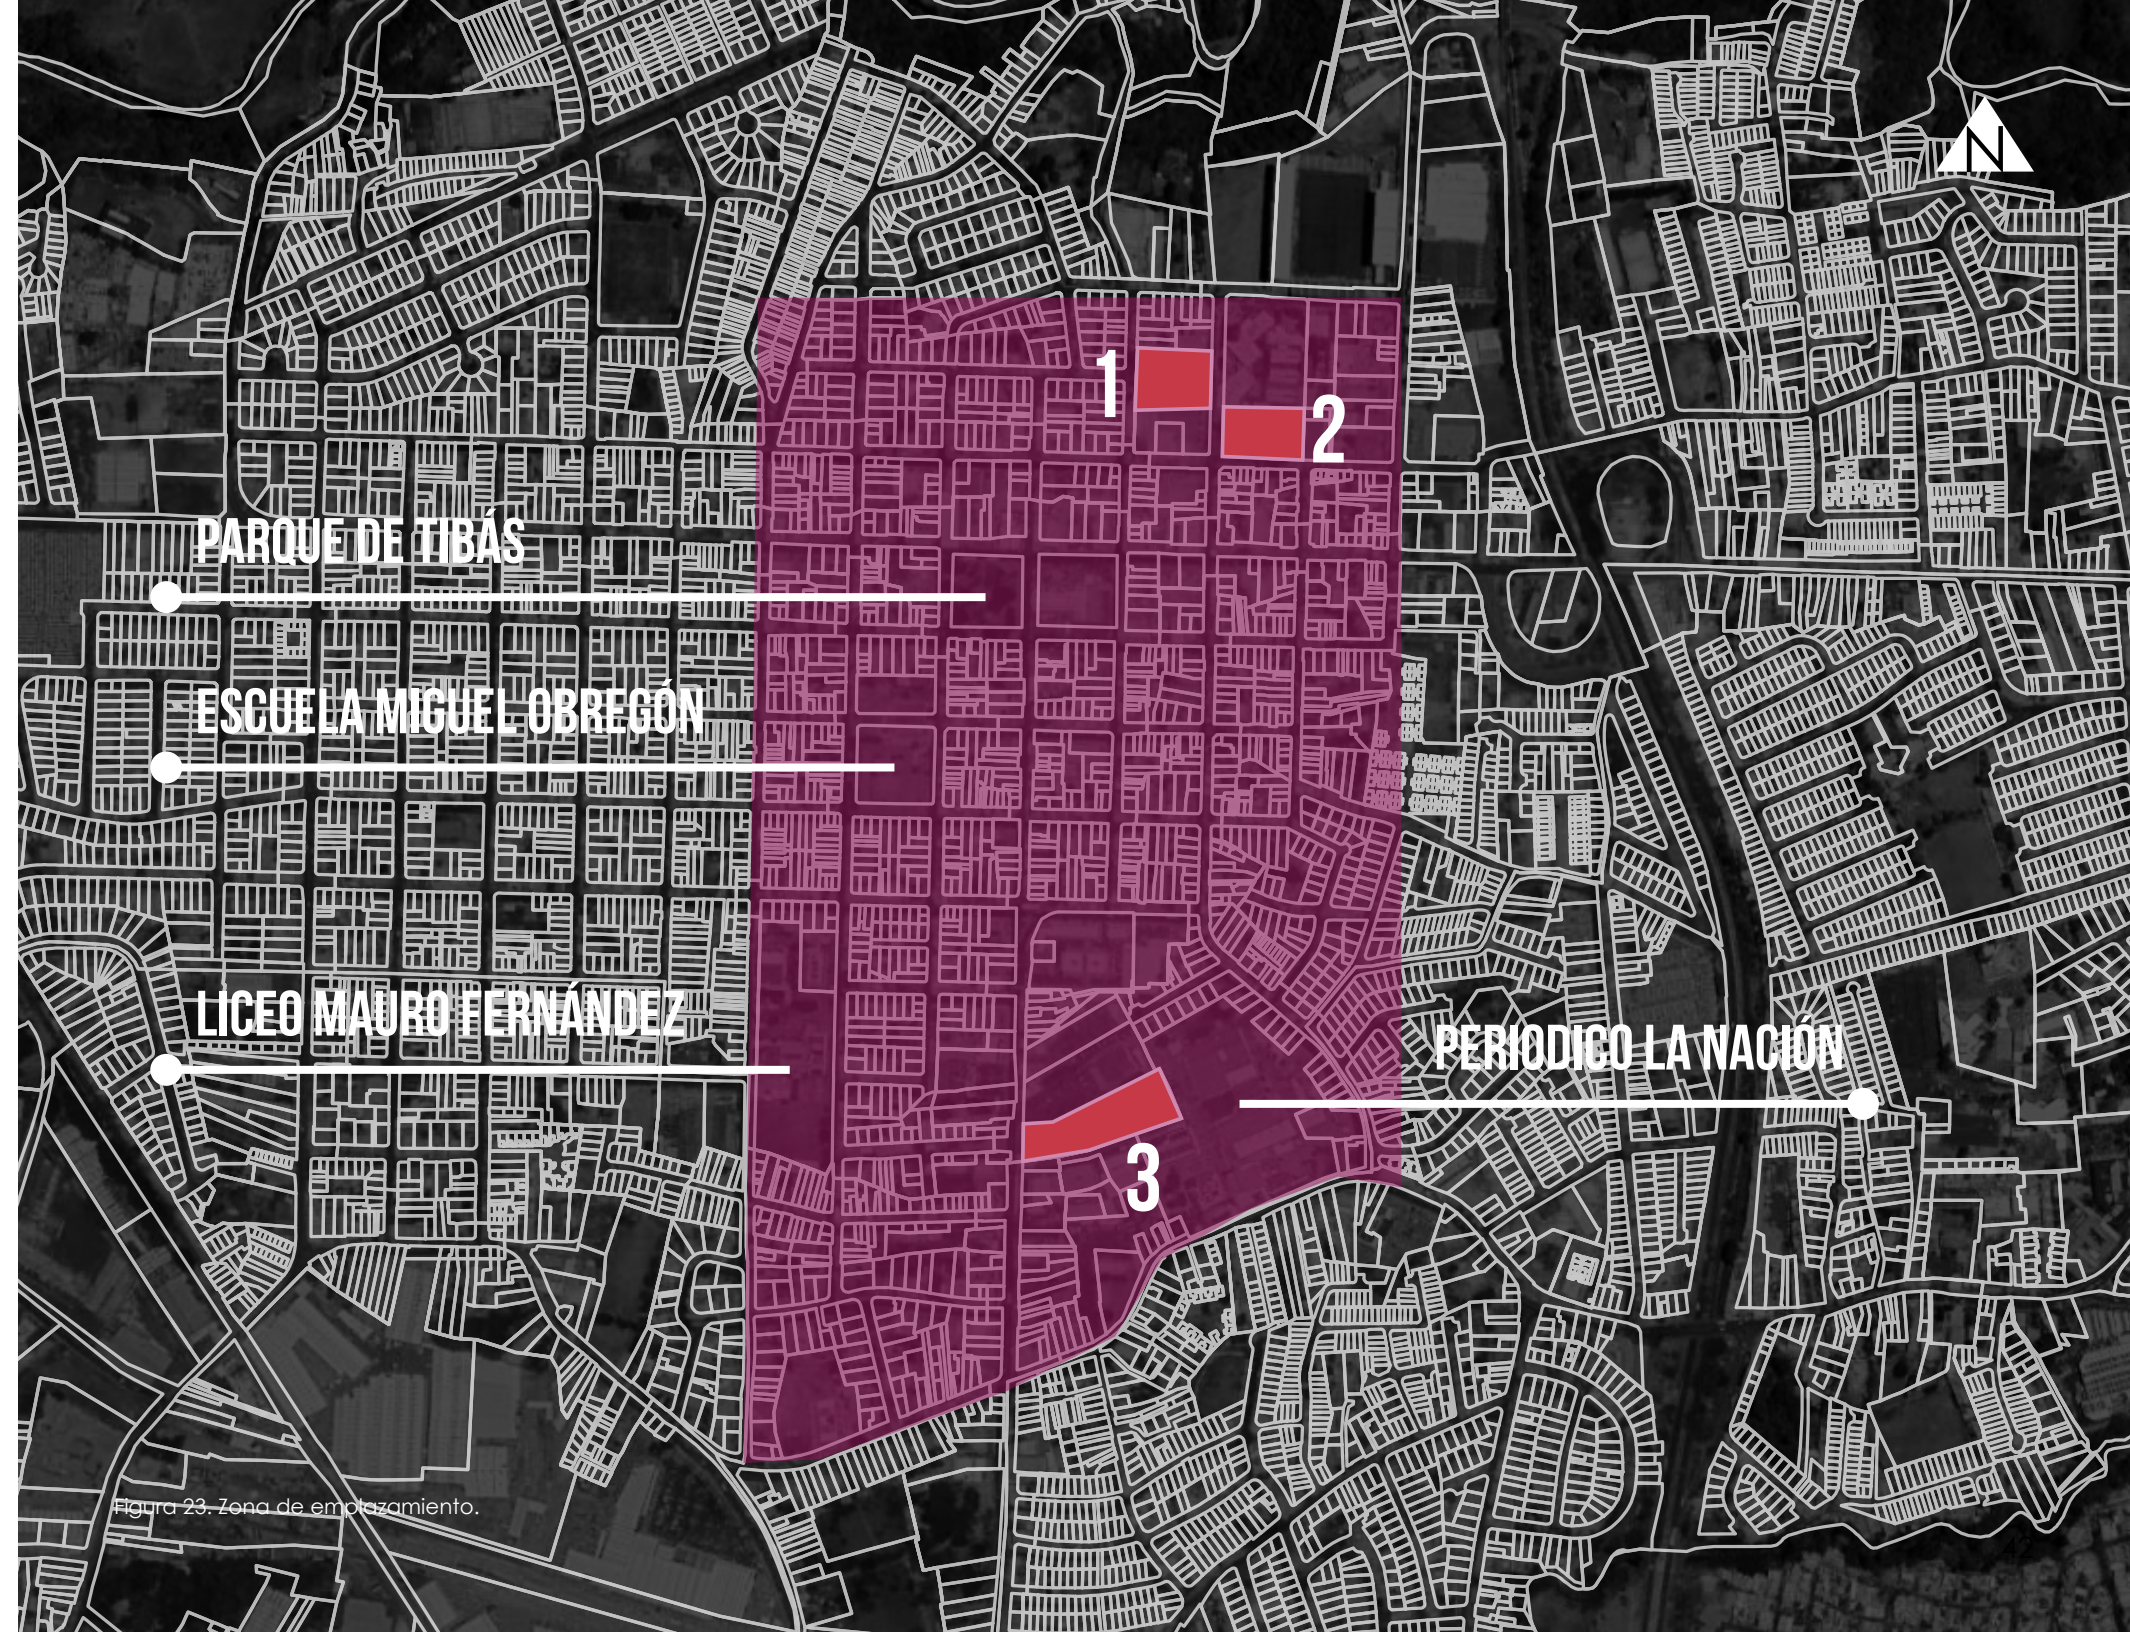 N
1
2
PARQUE DE TIBÁS
ESCUELA MIGUEL OBREGÓN
LICEO MAURO FERNÁNDEZ
PERIODICO LA NACIÓN
3
Figura 23. Zona de emplazamiento.
42